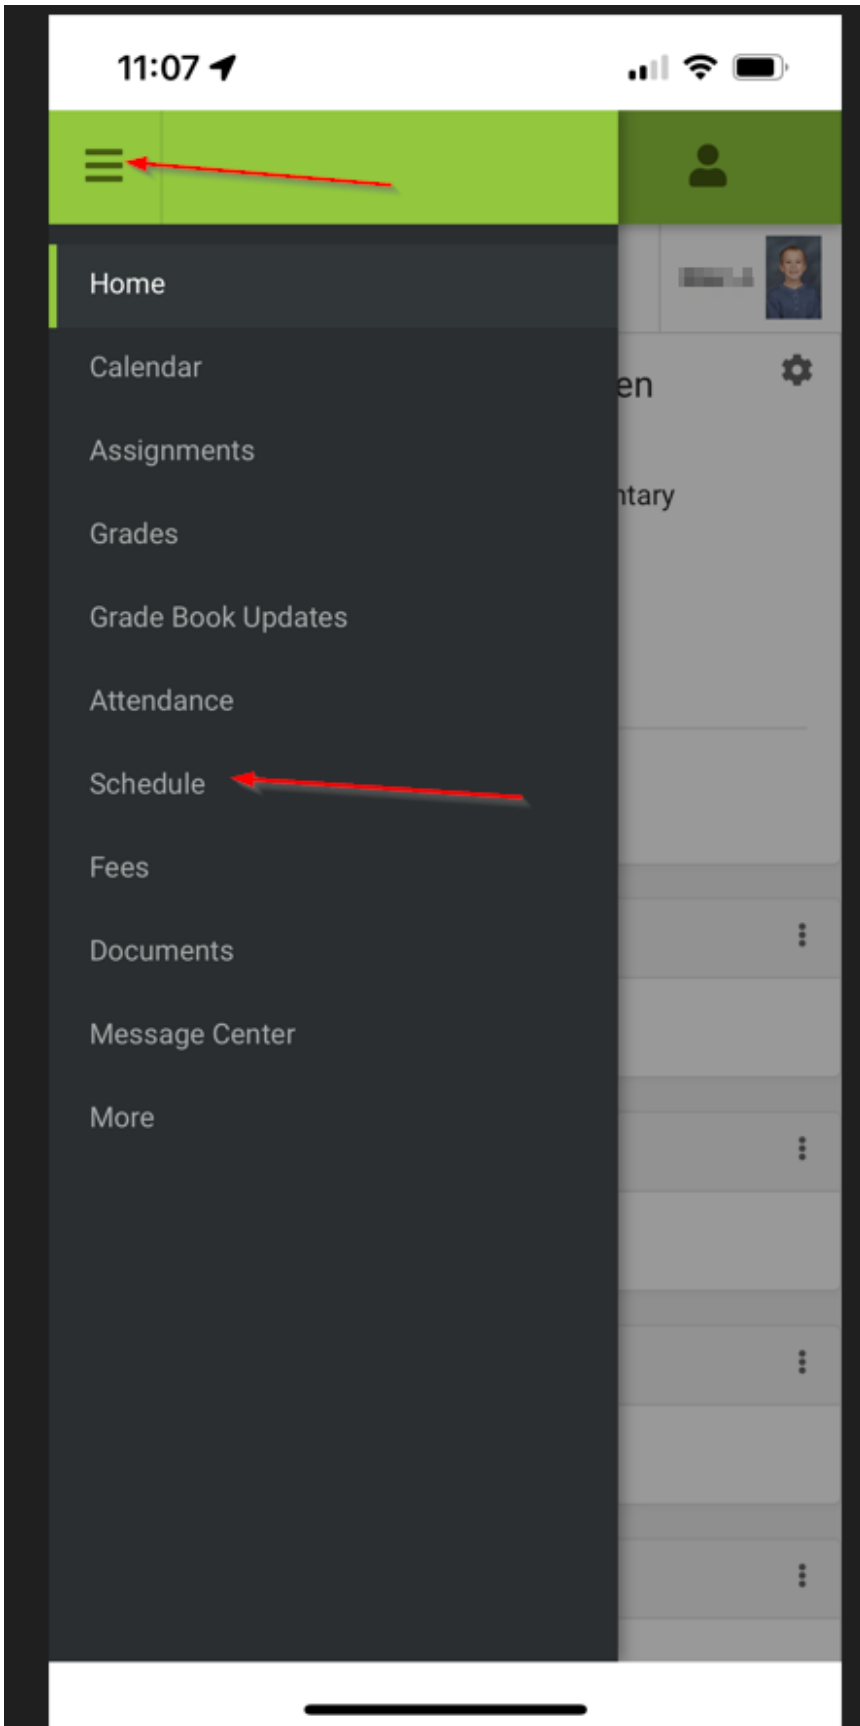 11:07
Home
Calendar
en
Assignments
ntary
Grades
Grade Book Updates
Attendance
Schedule
Fees
Documents
Message Center
More